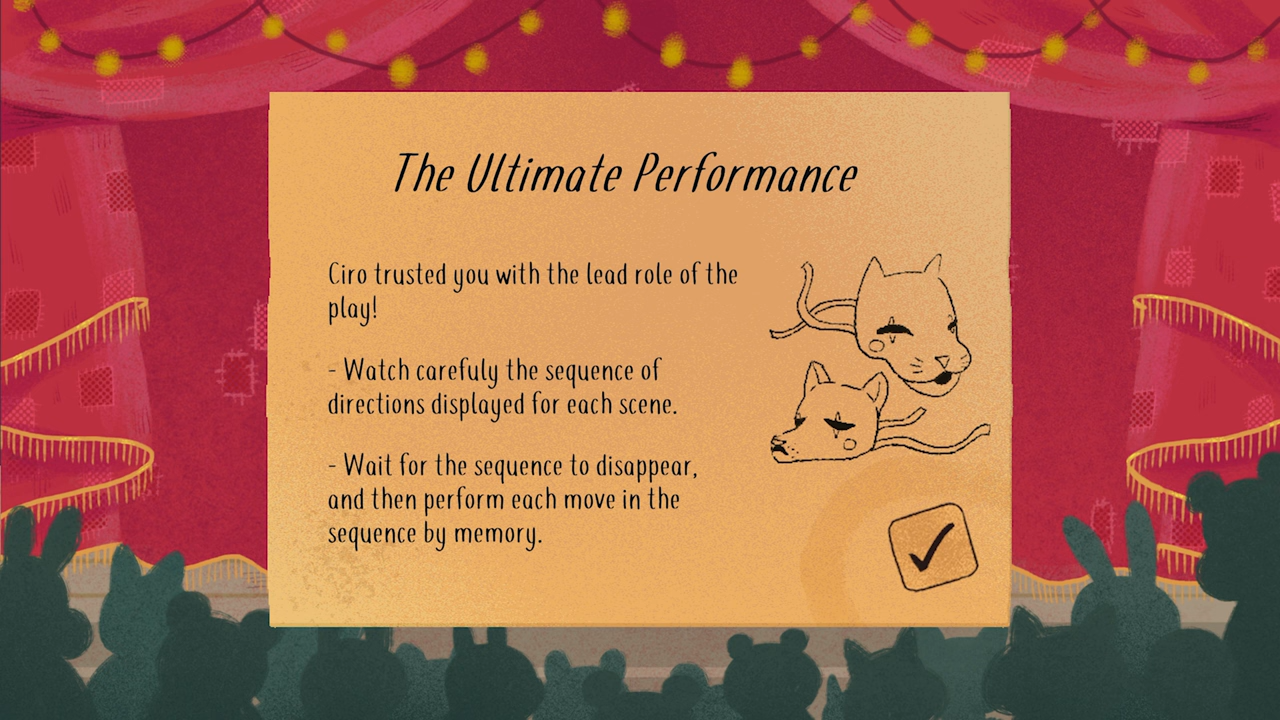 The Ultimate Performance
Ciro trusted you with the lead role of the
play!
- Watch carefuly the sequence of
directions displayed for each scene.
- Wait for the sequence to disappear,
and then perform each move in the
sequence by memory.